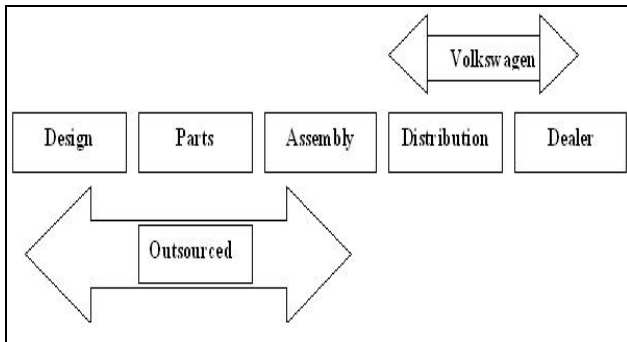 Volkswagen
Design Parts Assembly Distribution Dealer
Outsourced